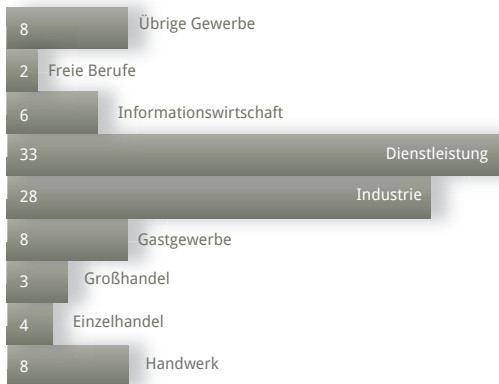 8 Übrige Gewerbe
2 Freie Berufe
6 Informationswirtschaft
33 Dienstleistung
28 Industrie
8 Gastgewerbe
3 Großhandel
4 Einzelhandel
8 Handwerk